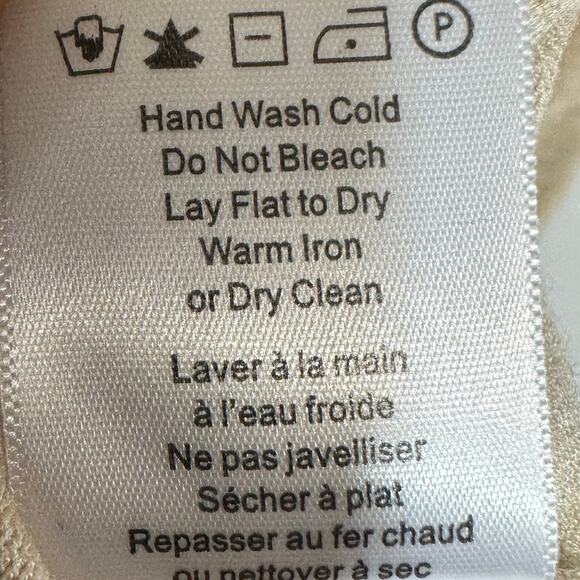 P
Hand Wash Cold
Do Not Bleach
Lay Flat to Dry
Warm Iron
or Dry Clean
Laver à la main
à l'eau froide
Ne pas javelliser
Sécher à plat
Repasser au fer chaud
ou nettoyer à sec